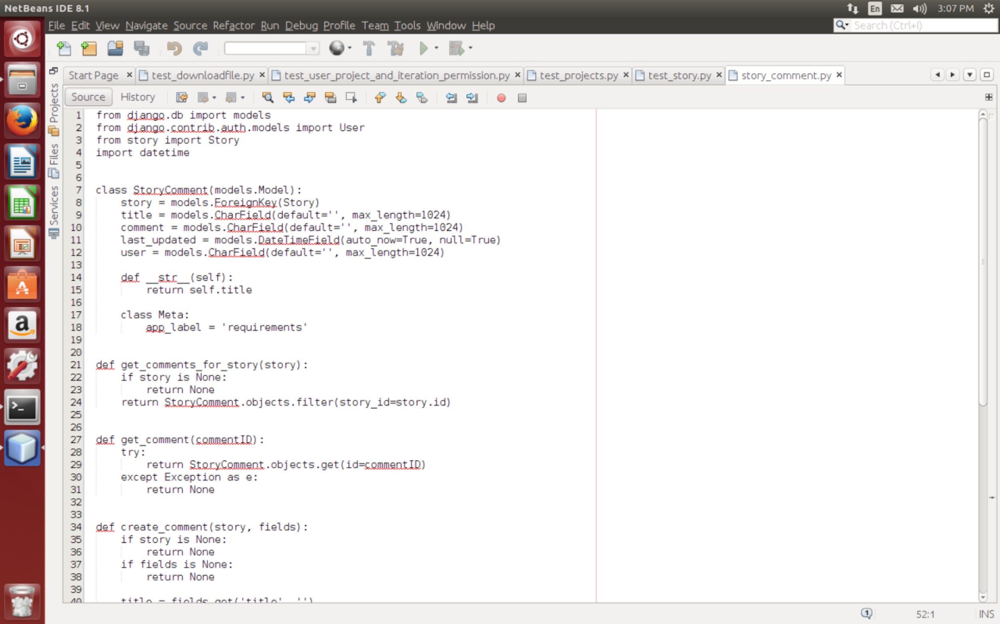 NetBeans IDE 8.1
En
3:07 PM
File Edit View Navigate Source Refactor Run Debug Profile Team Tools Window Help
Search (Ctrl+I)
Start Page
test_downloadfile.py
test_user_project_and_iteration_permission.py
test_projects.py
test_story.py
story_comment.py
Projects
Files
Services
Source
History
1 from django.db import models
2 from django.contrib.auth.models import User
3 from story import Story
4 import datetime
5
6
7 class StoryComment(models.Model):
8     story = models.ForeignKey(Story)
9     title = models.CharField(default='', max_length=1024)
10     comment = models.CharField(default='', max_length=1024)
11     last_updated = models.DateTimeField(auto_now=True, null=True)
12     user = models.CharField(default='', max_length=1024)
13
14     def __str__(self):
15         return self.title
16
17     class Meta:
18         app_label = 'requirements'
19
20
21 def get_comments_for_story(story):
22     if story is None:
23         return None
24     return StoryComment.objects.filter(story_id=story.id)
25
26
27 def get_comment(commentID):
28     try:
29         return StoryComment.objects.get(id=commentID)
30     except Exception as e:
31         return None
32
33
34 def create_comment(story, fields):
35     if story is None:
36         return None
37     if fields is None:
38         return None
39
40     title = fields.get('title', '')
1
52:1
INS